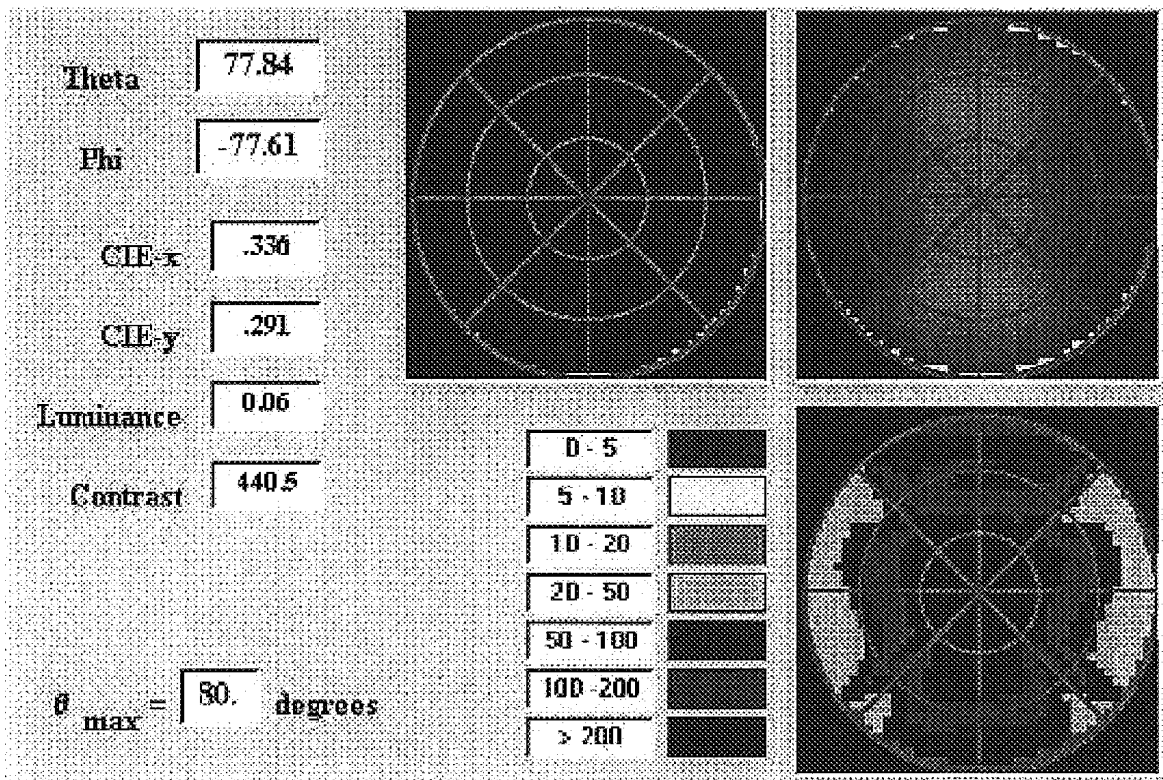 Theta 77.84
Phi -77.61
CIE-x .336
CIE-y .291
Luminance 0.06
Contrast 440.5
θ max = 80. degrees
0 - 5
5 - 10
10 - 20
20 - 50
50 - 100
100 -200
> 200